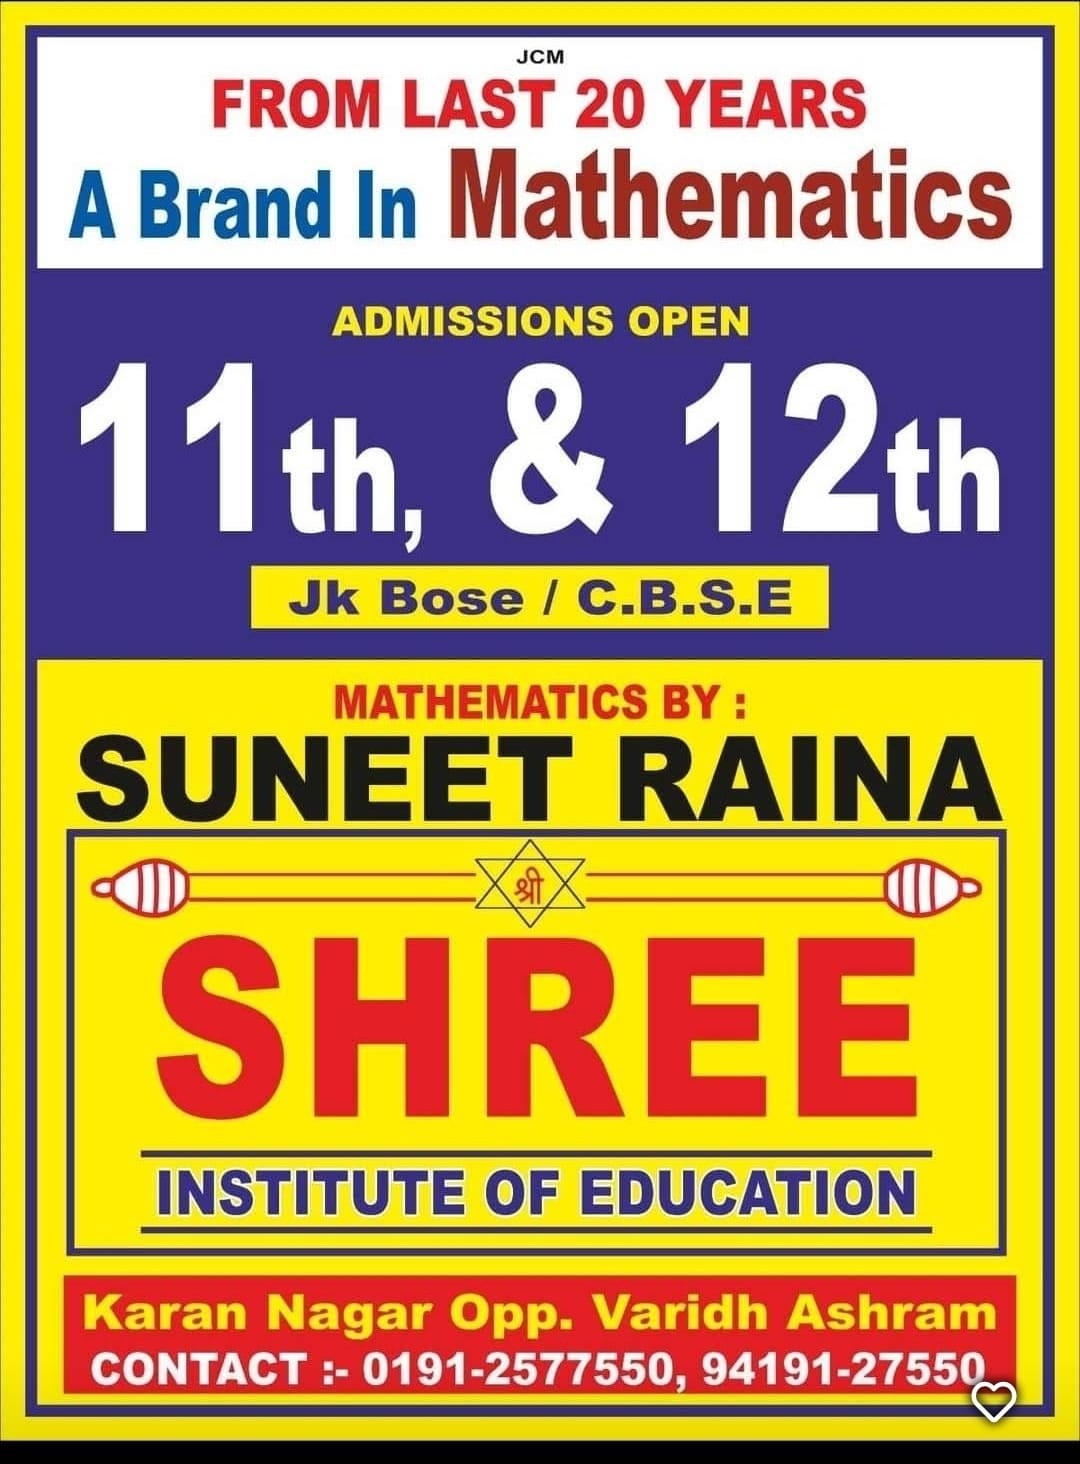 JCM
FROM LAST 20 YEARS
A Brand In Mathematics
ADMISSIONS OPEN
11th, & 12th
Jk Bose / C.B.S.E
MATHEMATICS BY :
SUNEET RAINA
श्री
SHREE
INSTITUTE OF EDUCATION
Karan Nagar Opp. Varidh Ashram
CONTACT :- 0191-2577550, 94191-27550